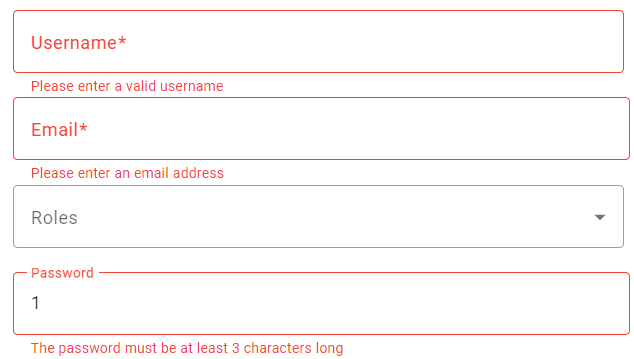 Username*
Please enter a valid username
Email*
Please enter an email address
Roles
Password
1
The password must be at least 3 characters long